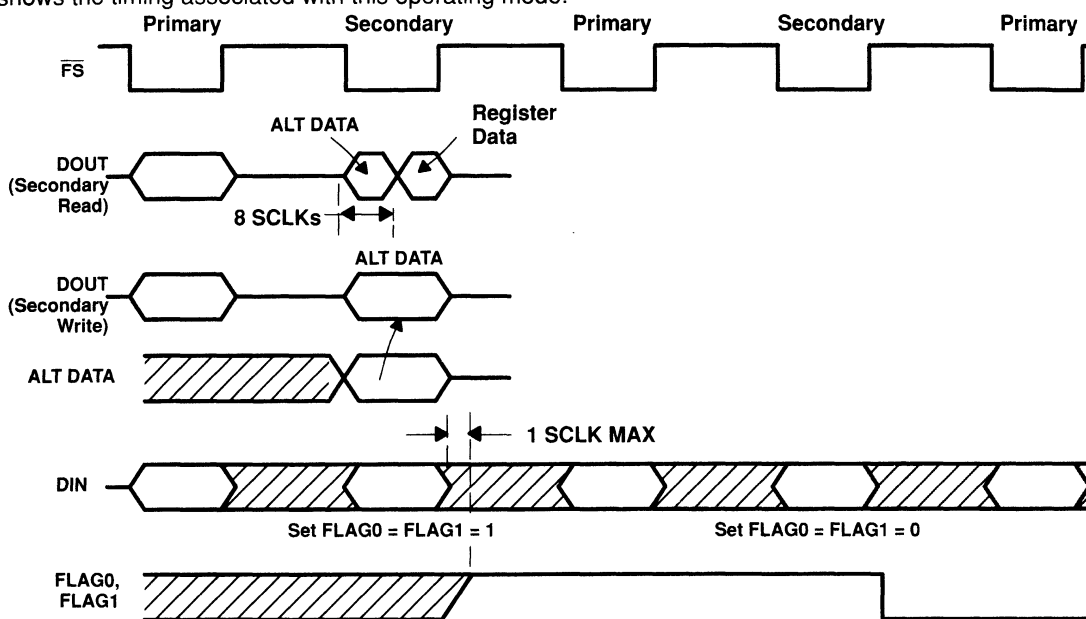 shows the timing associated with this operating mode.
Primary Secondary Primary Secondary Primary
FS
ALT DATA
Register
Data
DOUT
(Secondary
Read)
8 SCLKs
ALT DATA
DOUT
(Secondary
Write)
ALT DATA
1 SCLK MAX
DIN
Set FLAG0 = FLAG1 = 1 Set FLAG0 = FLAG1 = 0
FLAG0,
FLAG1